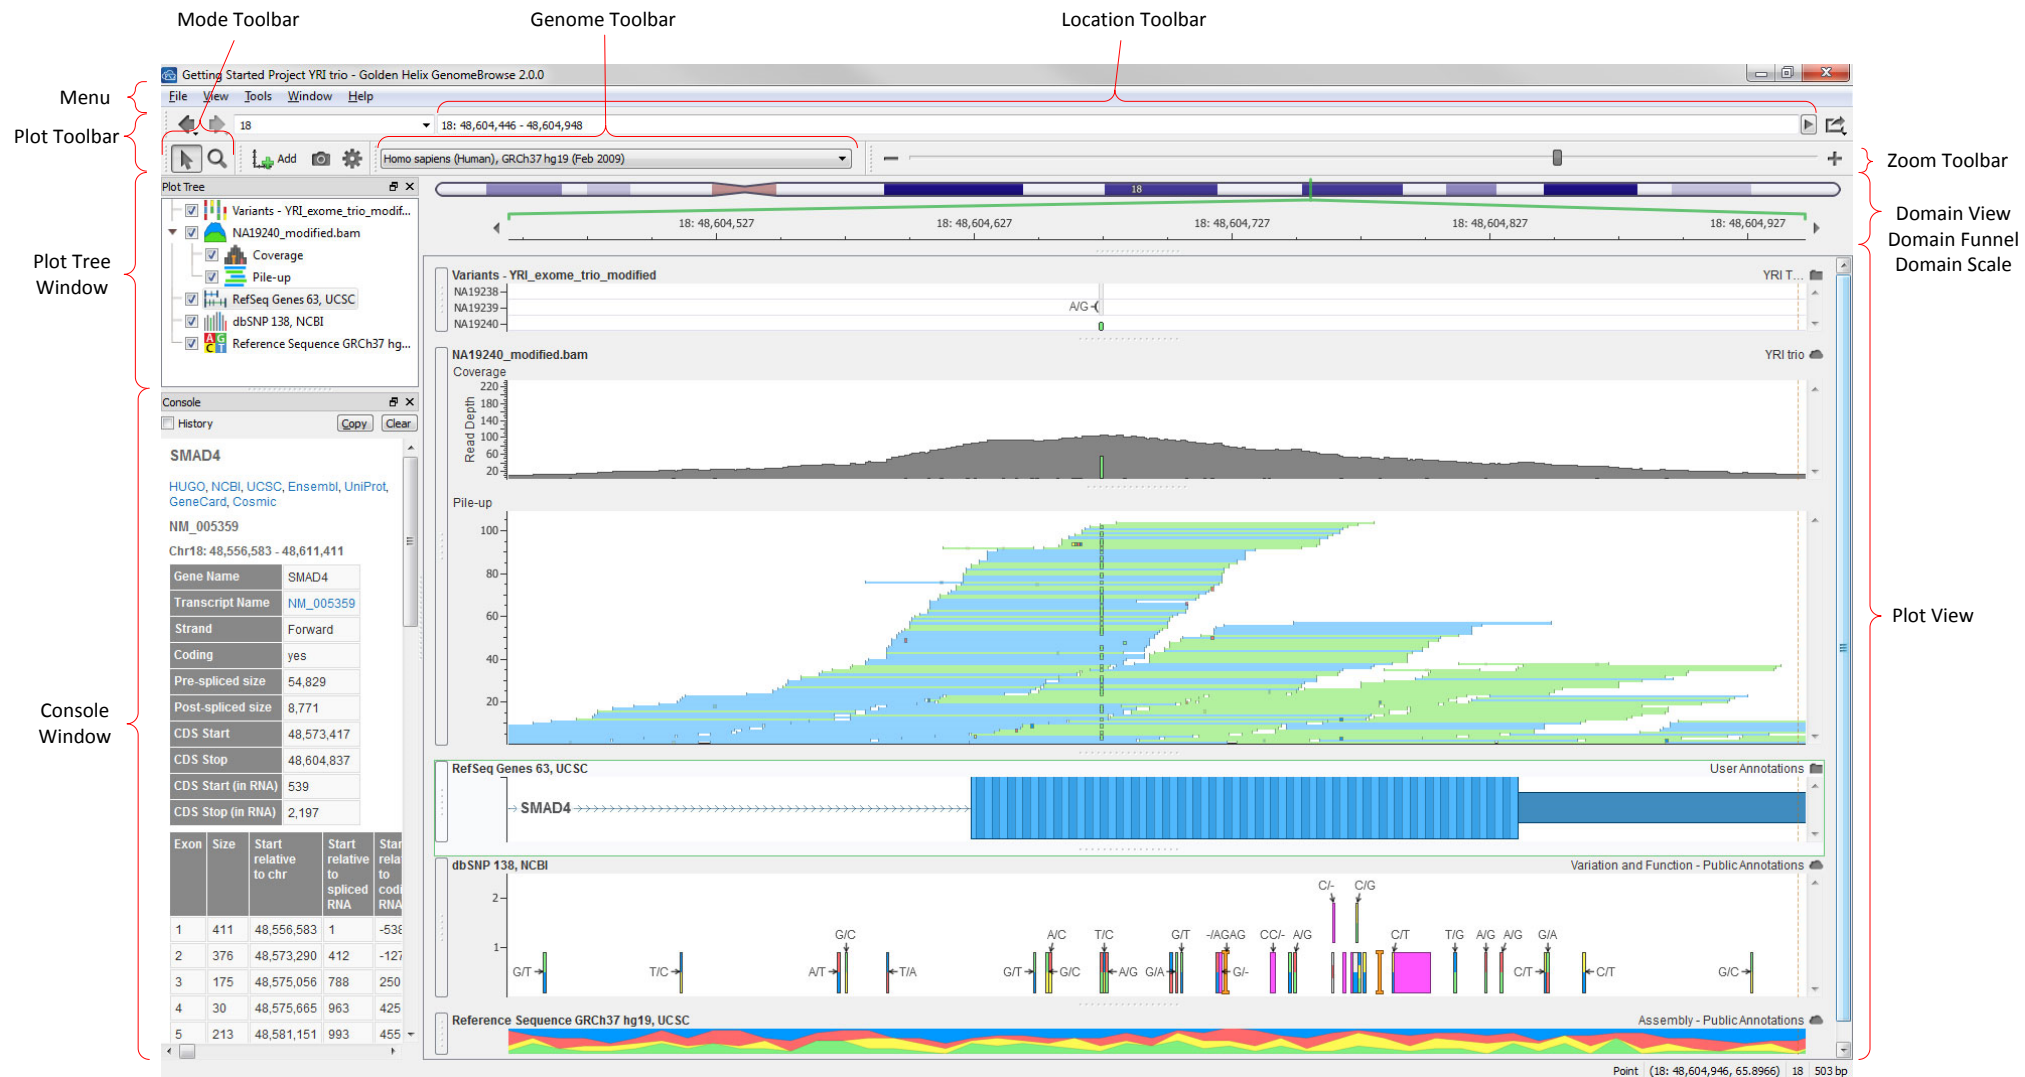 Mode Toolbar
Genome Toolbar
Location Toolbar
Getting Started Project YRI trio - Golden Helix GenomeBrowse 2.0.0
Menu
File View Tools Window Help
Plot Toolbar
18
18: 48,604,446 - 48,604,948
Add
Homo sapiens (Human), GRCh37 hg19 (Feb 2009)
Zoom Toolbar
Plot Tree
Variants - YRI_exome_trio_modif...
NA19240_modified.bam
Coverage
Pile-up
RefSeq Genes 63, UCSC
dbSNP 138, NCBI
Reference Sequence GRCh37 hg...
Plot Tree
Window
18
18: 48,604,527
18: 48,604,627
18: 48,604,727
18: 48,604,827
18: 48,604,927
Domain View
Domain Funnel
Domain Scale
Variants - YRI_exome_trio_modified
YRI T...
NA19238
NA19239
NA19240
A/G
NA19240_modified.bam
YRI trio
Coverage
Read Depth
220
180
140
100
60
20
Pile-up
100
80
60
40
20
Plot View
Console
History
Copy
Clear
SMAD4
HUGO, NCBI, UCSC, Ensembl, UniProt,
GeneCard, Cosmic
NM_005359
Chr18: 48,556,583 - 48,611,411
Gene Name SMAD4
Transcript Name NM_005359
Strand Forward
Coding yes
Pre-spliced size 54,829
Post-spliced size 8,771
CDS Start 48,573,417
CDS Stop 48,604,837
CDS Start (in RNA) 539
CDS Stop (in RNA) 2,197
Console
Window
Exon Size Start relative to chr Start relative to spliced RNA Star rela to codi RNA
1 411 48,556,583 1 -538
2 376 48,573,290 412 -127
3 175 48,575,056 788 250
4 30 48,575,665 963 425
5 213 48,581,151 993 455
RefSeq Genes 63, UCSC
User Annotations
SMAD4
dbSNP 138, NCBI
Variation and Function - Public Annotations
2
1
C/- C/G
G/C A/C T/C G/T -/AGAG CC/- A/G C/T T/G A/G A/G G/A
G/T T/C A/T T/A G/T G/C A/G G/A G/- C/T C/T G/C
Reference Sequence GRCh37 hg19, UCSC
Assembly - Public Annotations
Point (18: 48,604,946, 65.8966) 18 503 bp